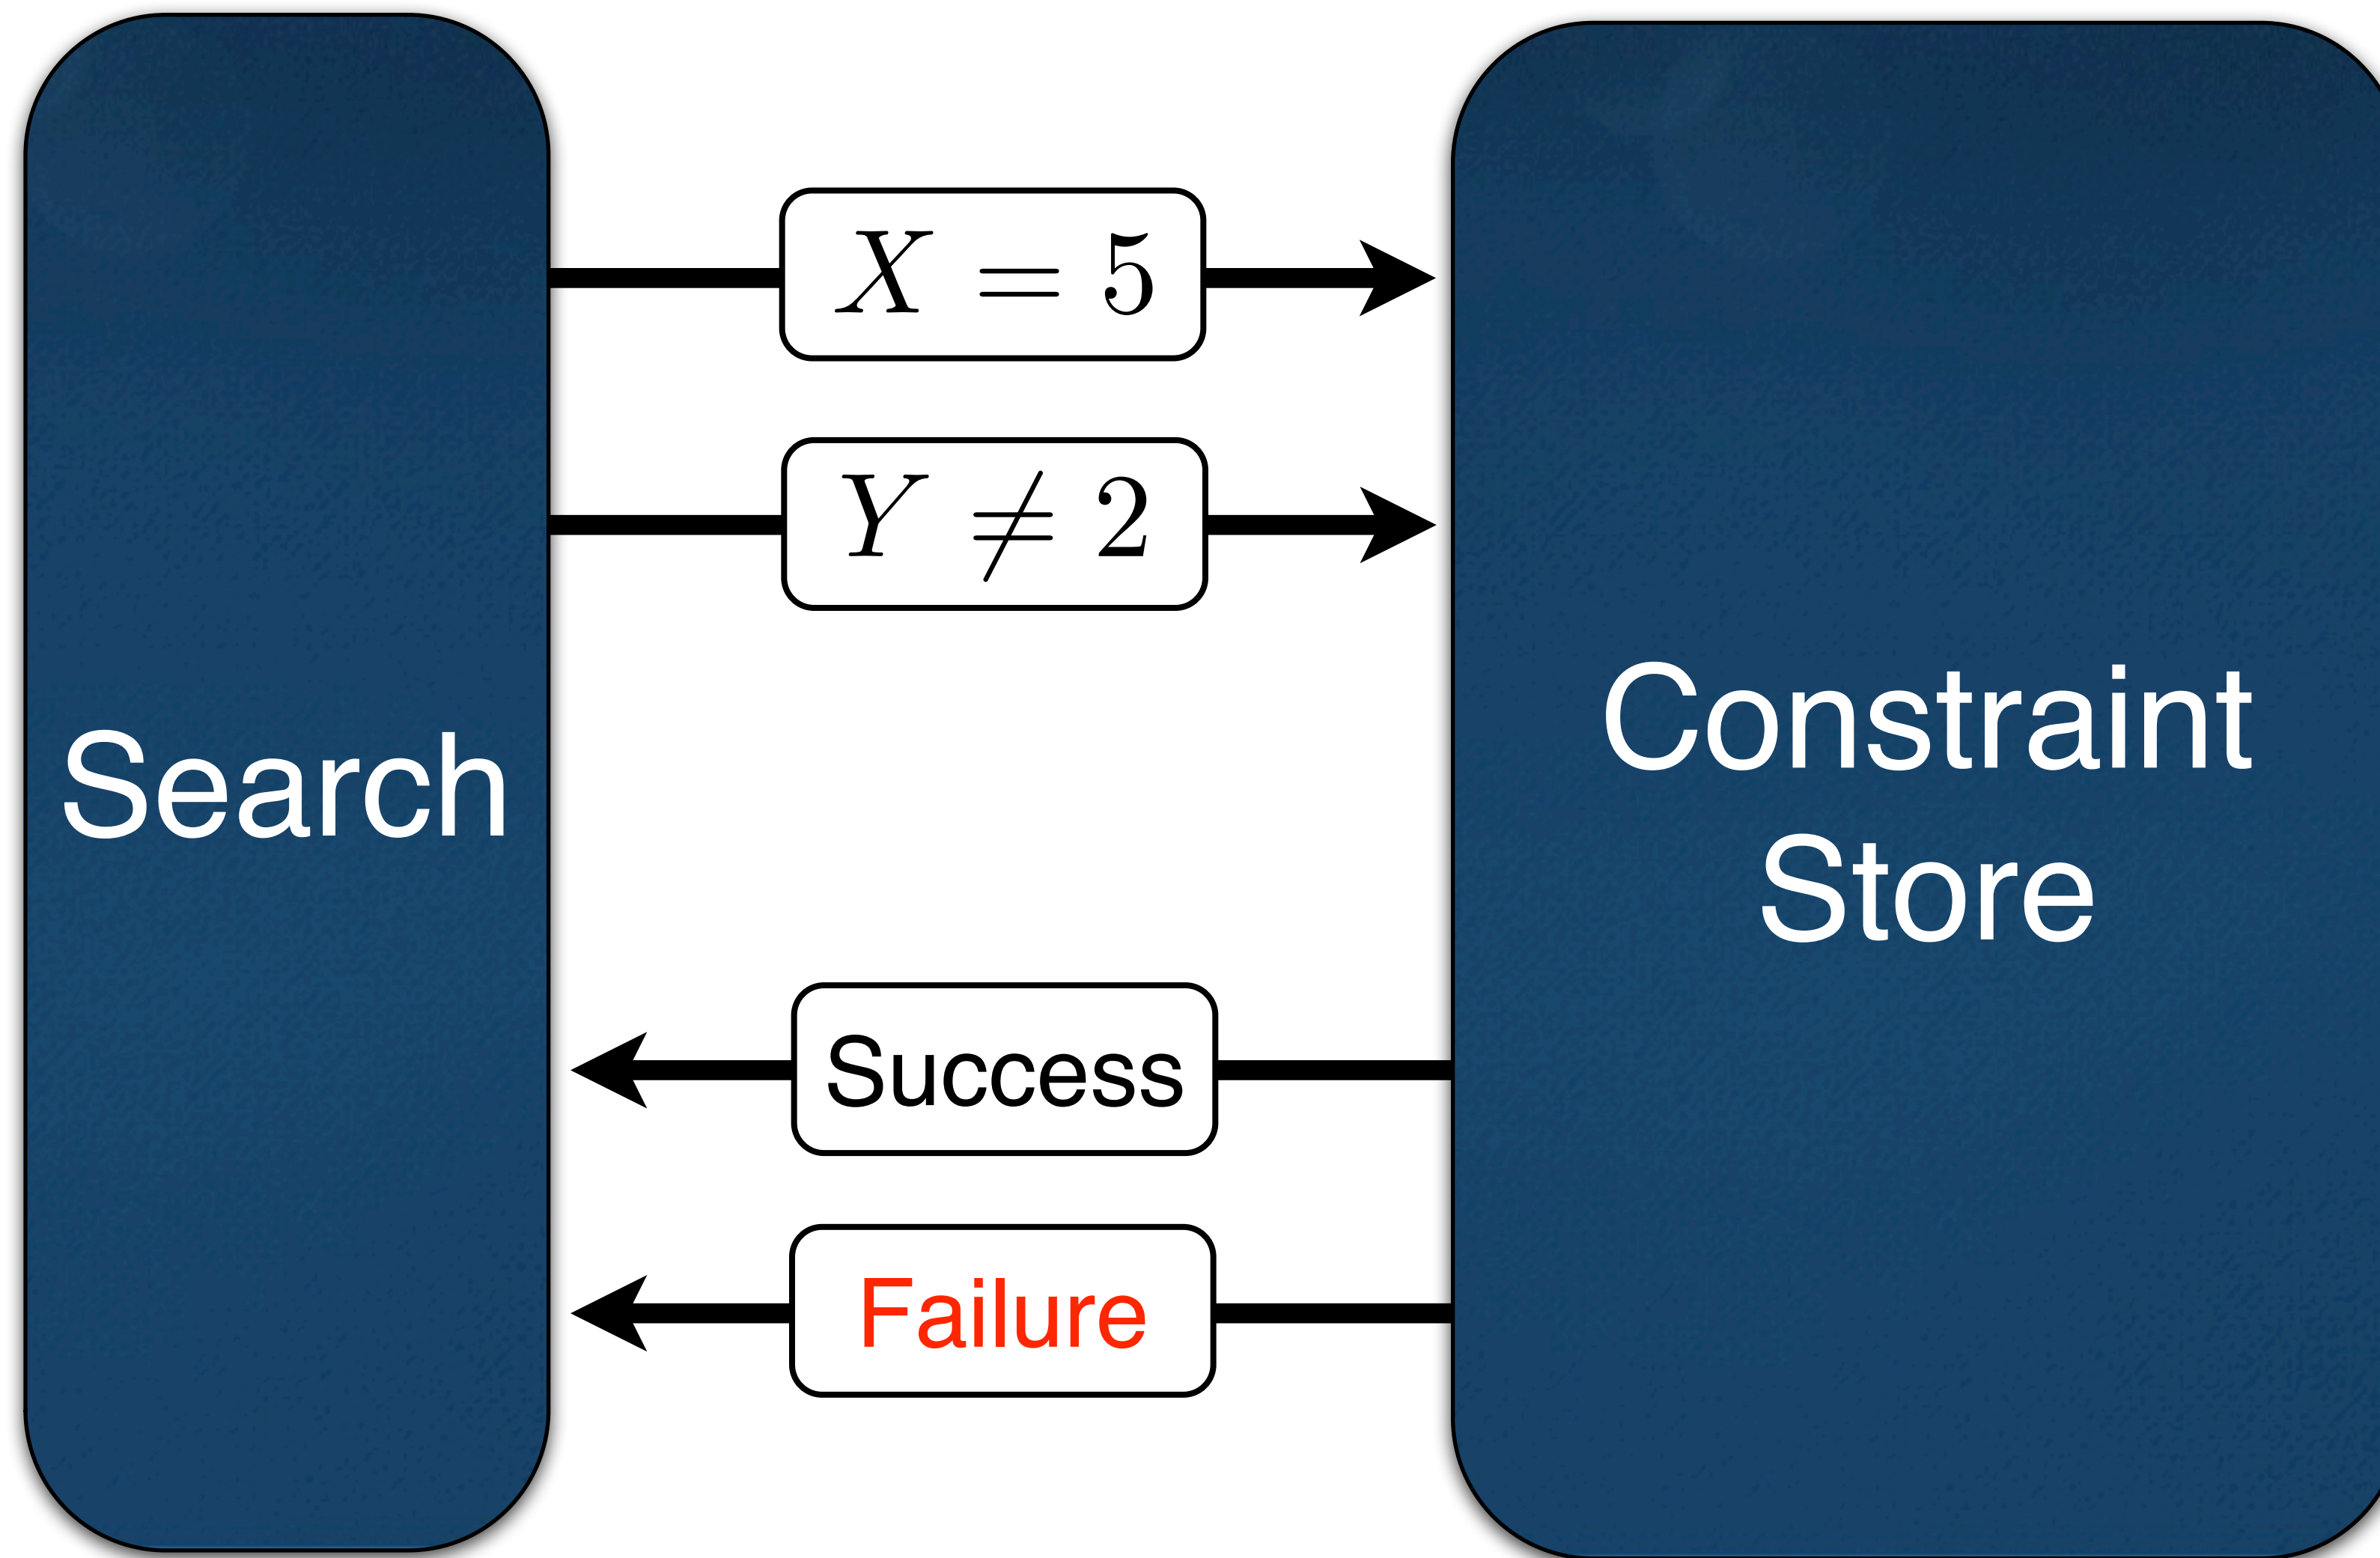 X = 5
Y ≠ 2
Search
Constraint
Store
Success
Failure